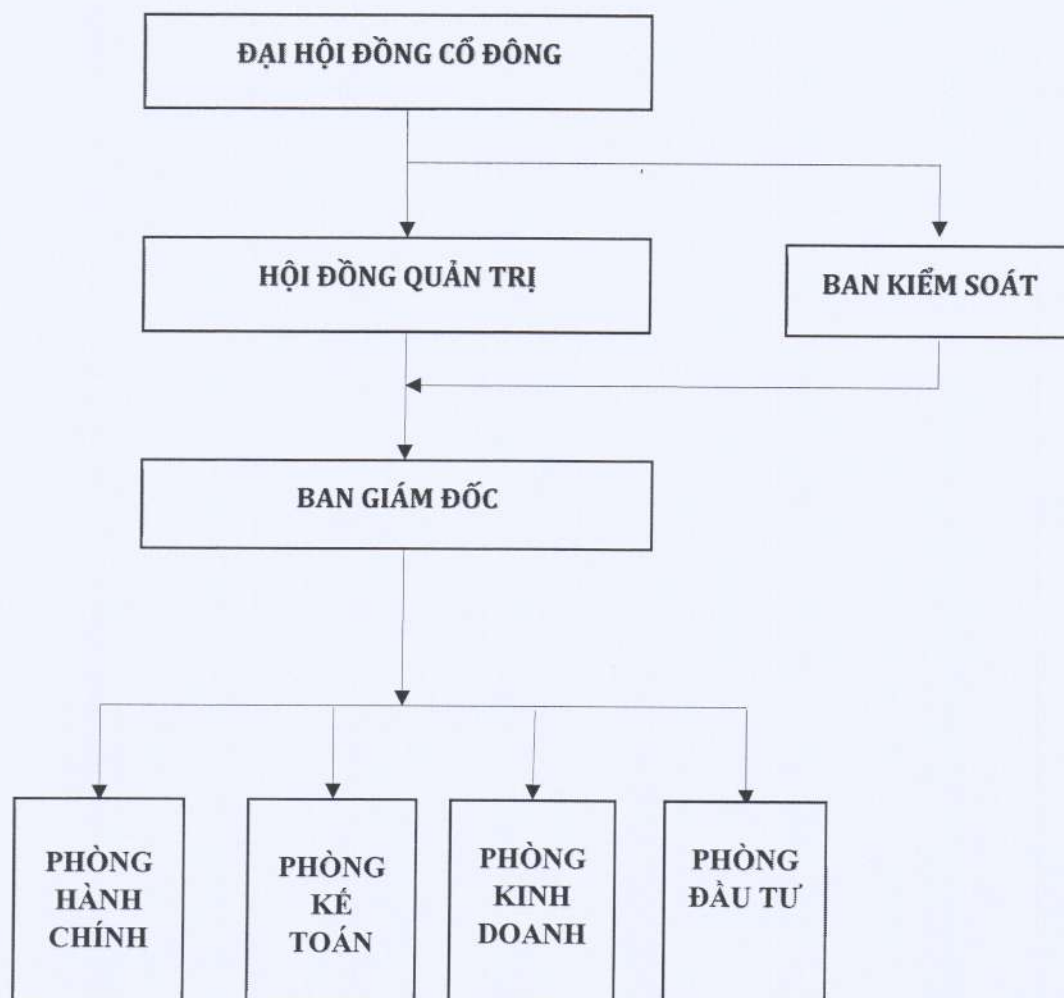 ĐẠI HỘI ĐỒNG CỔ ĐÔNG
HỘI ĐỒNG QUẢN TRỊ
BAN KIỂM SOÁT
BAN GIÁM ĐỐC
PHÒNG
HÀNH
CHÍNH
PHÒNG
KẾ
TOÁN
PHÒNG
KINH
DOANH
PHÒNG
ĐẦU TƯ